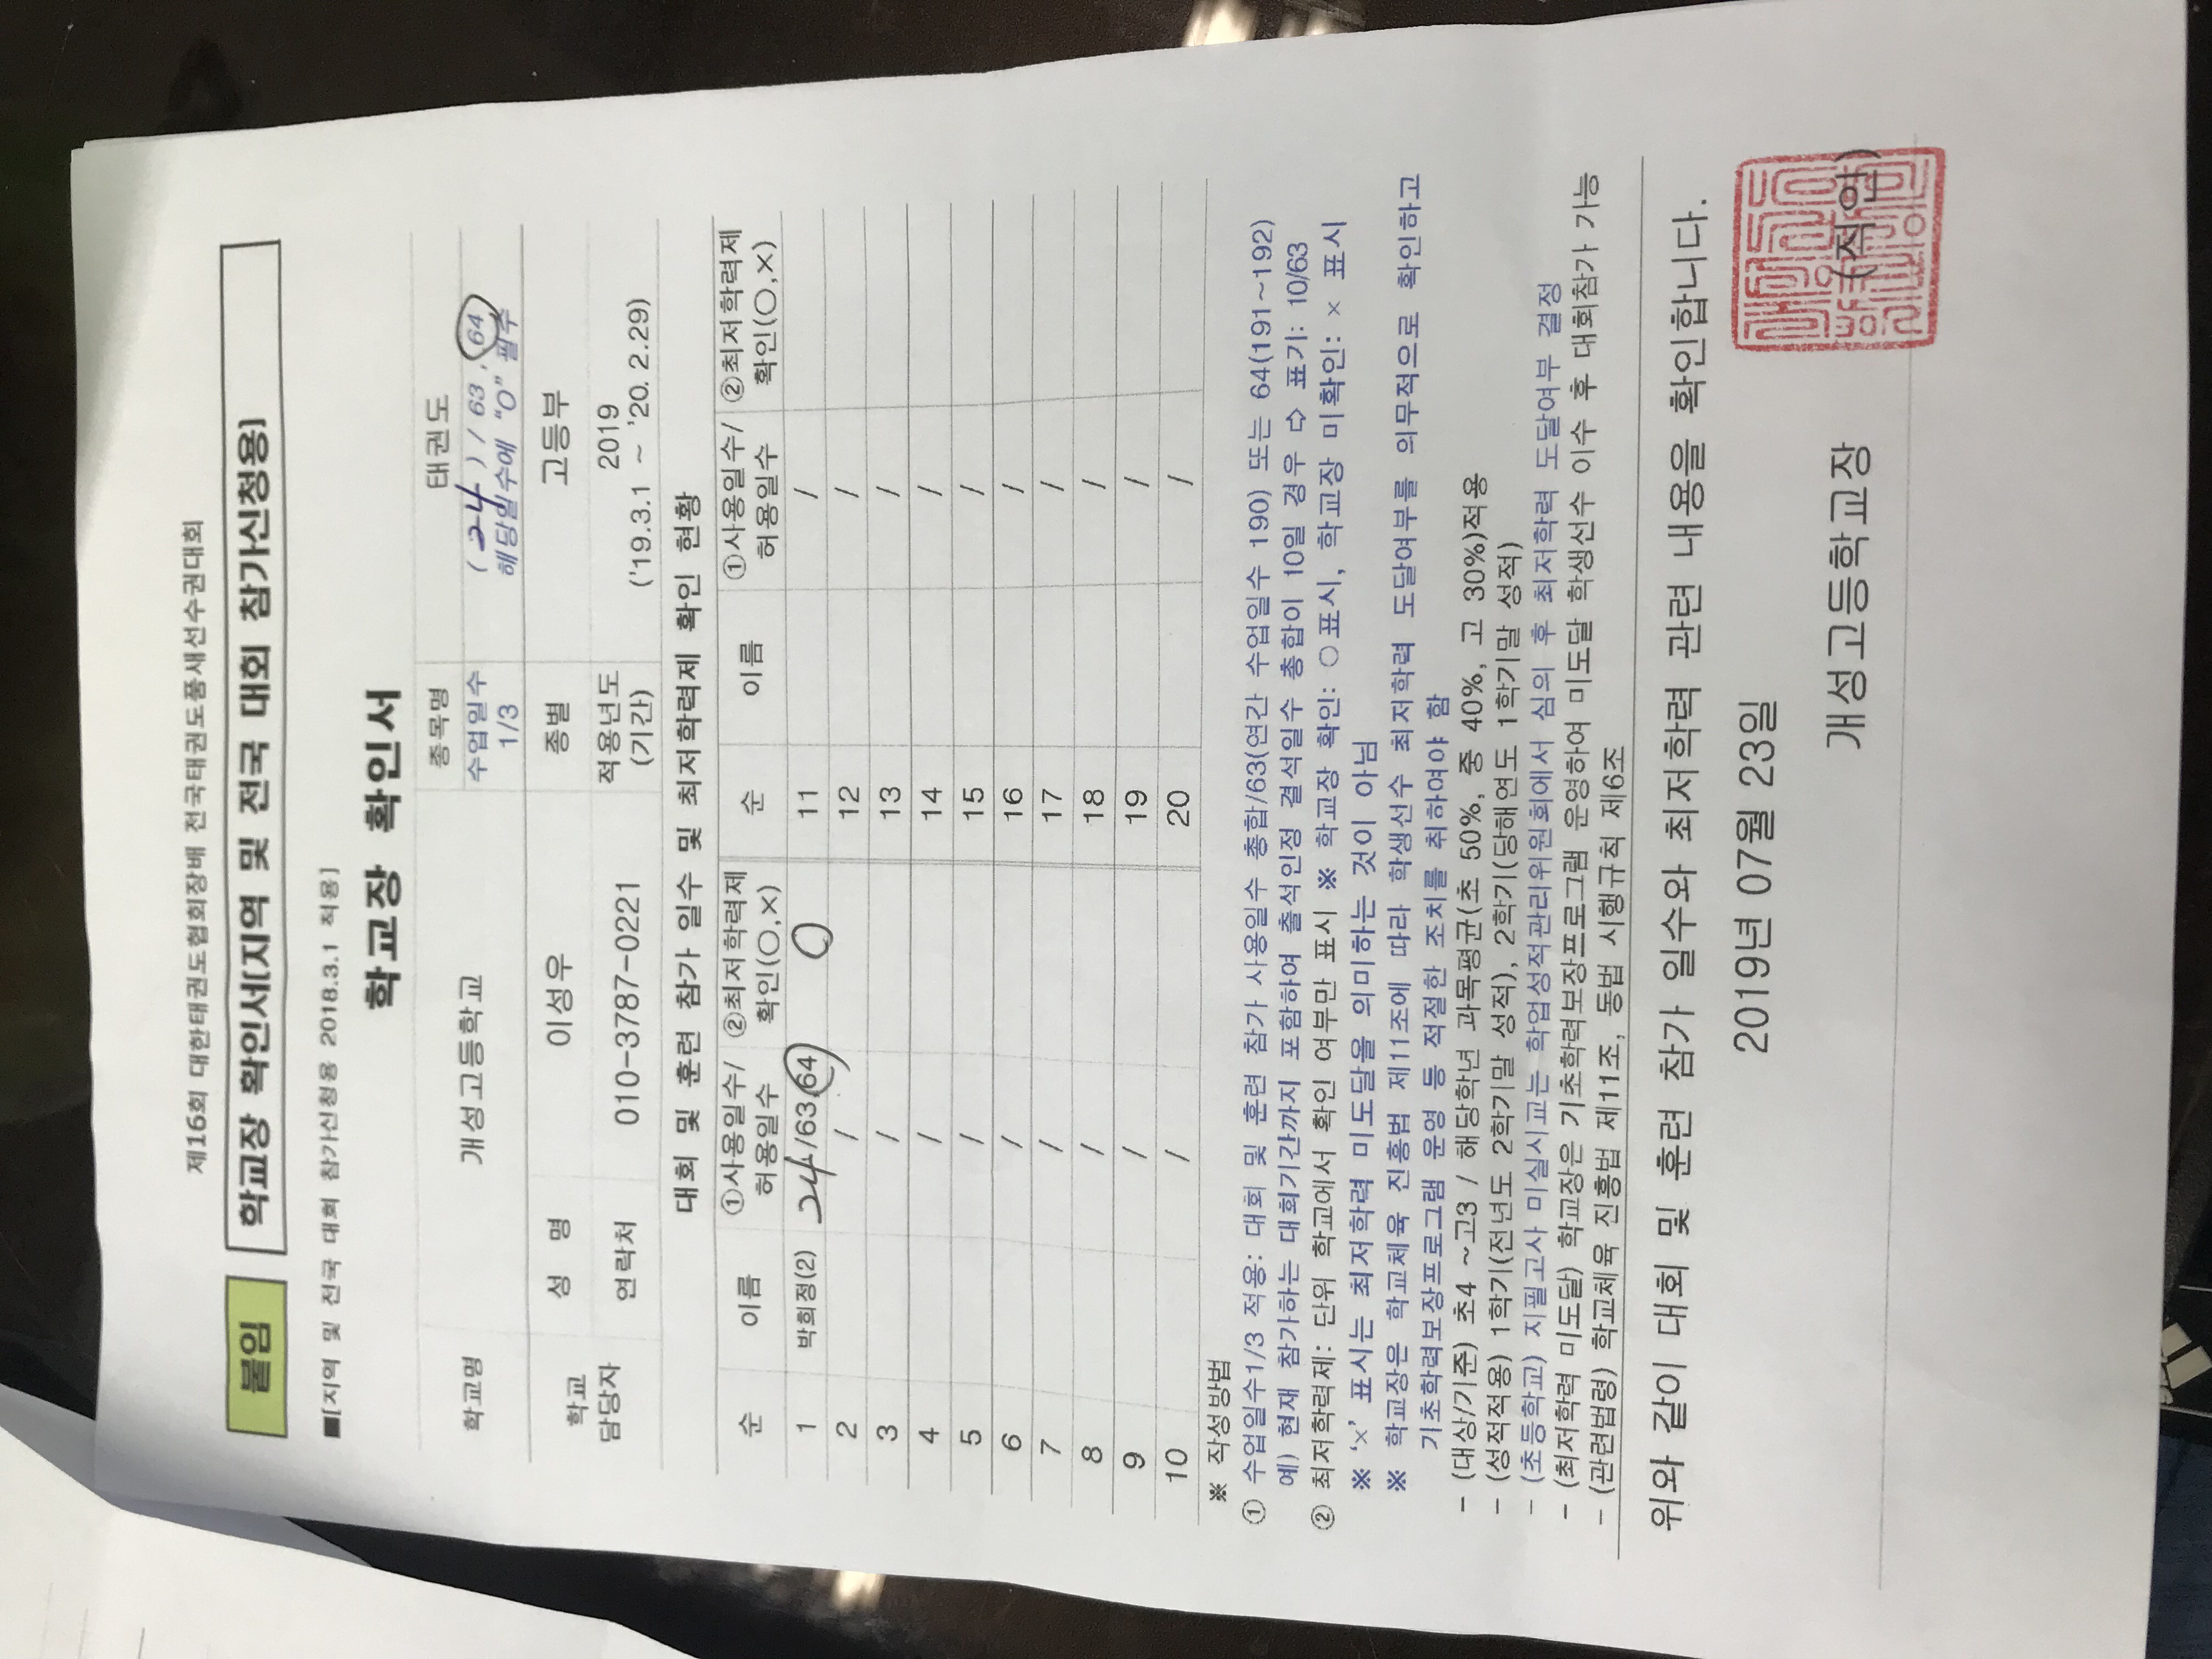 제16회 대한태권도협회장배 전국태권도품새선수권대회
붙임 학교장 확인서[지역 및 전국 대회 참가신청용]
■[지역 및 전국 대회 참가신청용 2018.3.1 적용]
학교장 확인서
학교명 개성고등학교 종목명 태권도
수업일수 1/3 ( 24 ) / 63 , 64
해당일수에 "O" 필수
학교 담당자 성 명 이성우 종별 고등부
연락처 010-3787-0221 적용년도 (기간) 2019
('19.3.1 ~ '20. 2.29)
대회 및 훈련 참가 일수 및 최저학력제 확인 현황
순 이름 ①사용일수/허용일수 ②최저학력제 확인(○,×) 순 이름 ①사용일수/허용일수 ②최저학력제 확인(○,×)
1 박희정(2) 24/63,64 O 11 /
2 / 12 /
3 / 13 /
4 / 14 /
5 / 15 /
6 / 16 /
7 / 17 /
8 / 18 /
9 / 19 /
10 / 20 /
※ 작성방법
① 수업일수1/3 적용: 대회 및 훈련 참가 사용일수 총합/63(연간 수업일수 190) 또는 64(191~192)
예) 현재 참가하는 대회기간까지 포함하여 출석인정 결석일수 총합이 10일 경우 ⇨ 표기: 10/63
② 최저학력제: 단위 학교에서 확인 여부만 표시 ※ 학교장 확인: ○ 표시, 학교장 미확인: × 표시
※ '×' 표시는 최저학력 미도달을 의미하는 것이 아님
※ 학교장은 학교체육 진흥법 제11조에 따라 학생선수 최저학력 도달여부를 의무적으로 확인하고
기초학력보장프로그램 운영 등 적절한 조치를 취하여야 함
- (대상/기준) 초4 ~고3 / 해당학년 과목평균(초 50%, 중 40%, 고 30%)적용
- (성적적용) 1학기(전년도 2학기말 성적), 2학기(당해연도 1학기말 성적)
- (초등학교) 지필고사 미실시교는 학업성적관리위원회에서 심의 후 최저학력 도달여부 결정
- (최저학력 미도달) 학교장은 기초학력보장프로그램 운영하여 미도달 학생선수 이수 후 대회참가 가능
- (관련법령) 학교체육 진흥법 제11조, 동법 시행규칙 제6조
위와 같이 대회 및 훈련 참가 일수와 최저학력 관련 내용을 확인합니다.
2019년 07월 23일
개성고등학교장 (직인)